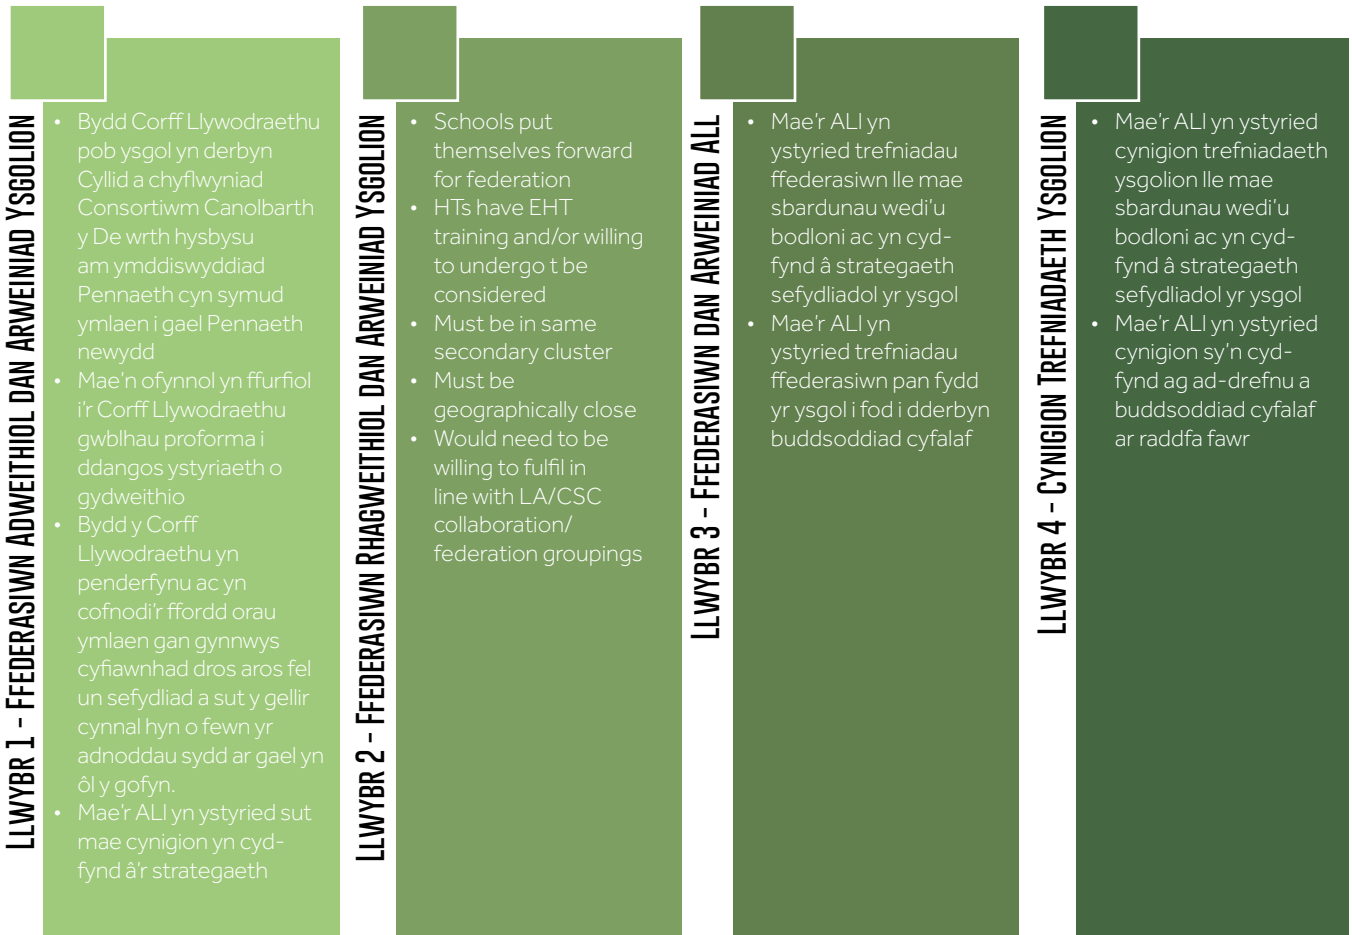 LLWYBR 1 - FFEDERASIWN ADWEITHIOL DAN ARWEINIAD YSGOLION
• Bydd Corff Llywodraethu
pob ysgol yn derbyn
Cyllid a chyflwyniad
Consortiwm Canolbarth
y De wrth hysbysu
am ymddiswyddiad
Pennaeth cyn symud
ymlaen i gael Pennaeth
newydd
• Mae'n ofynnol yn ffurfiol
i'r Corff Llywodraethu
gwblhau proforma i
ddangos ystyriaeth o
gydweithio
• Bydd y Corff
Llywodraethu yn
penderfynu ac yn
cofnodi'r ffordd orau
ymlaen gan gynnwys
cyfiawnhad dros aros fel
un sefydliad a sut y gellir
cynnal hyn o fewn yr
adnoddau sydd ar gael yn
ôl y gofyn.
• Mae'r ALl yn ystyried sut
mae cynigion yn cyd-
fynd â'r strategaeth
LLWYBR 2 - FFEDERASIWN RHAGWEITHIOL DAN ARWEINIAD YSGOLION
• Schools put
themselves forward
for federation
• HTs have EHT
training and/or willing
to undergo t be
considered
• Must be in same
secondary cluster
• Must be
geographically close
• Would need to be
willing to fulfil in
line with LA/CSC
collaboration/
federation groupings
LLWYBR 3 - FFEDERASIWN DAN ARWEINIAD ALL
• Mae'r ALl yn
ystyried trefniadau
ffederasiwn lle mae
sbardunau wedi'u
bodloni ac yn cyd-
fynd â strategaeth
sefydliadol yr ysgol
• Mae'r ALl yn
ystyried trefniadau
ffederasiwn pan fydd
yr ysgol i fod i dderbyn
buddsoddiad cyfalaf
LLWYBR 4 - CYNIGION TREFNIADAETH YSGOLION
• Mae'r ALl yn ystyried
cynigion trefniadaeth
ysgolion lle mae
sbardunau wedi'u
bodloni ac yn cyd-
fynd â strategaeth
sefydliadol yr ysgol
• Mae'r ALl yn ystyried
cynigion sy'n cyd-
fynd ag ad-drefnu a
buddsoddiad cyfalaf
ar raddfa fawr